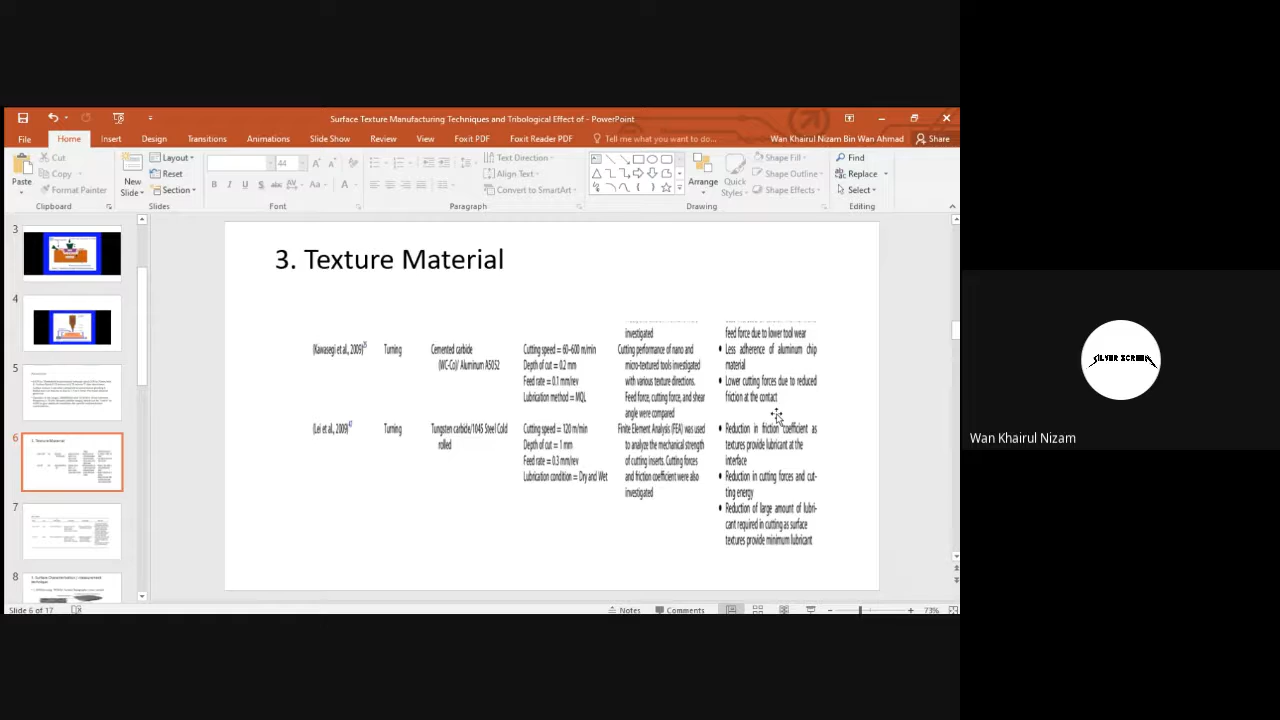 Surface Texture Manufacturing Techniques and Tribological Effect of - PowerPoint
File Home Insert Design Transitions Animations Slide Show Review View Foxit PDF Foxit Reader PDF Tell me what you want to do... Wan Khairul Nizam Bin Wan Ahmad Share
Paste
Cut
Copy
Format Painter
Clipboard
New Slide
Layout
Reset
Section
Slides
44
Font
Text Direction
Align Text
Convert to SmartArt
Paragraph
Arrange
Quick Styles
Shape Fill
Shape Outline
Shape Effects
Drawing
Find
Replace
Select
Editing
3
4
5
6
7
8
3. Texture Material
investigated
feed force due to lower tool wear
(Kawasegi et al., 2009)25
Turning
Cemented carbide
(WC-Co)/ Aluminum A5052
Cutting speed = 60–600 m/min
Depth of cut = 0.2 mm
Feed rate = 0.1 mm/rev
Lubrication method = MQL
Cutting performance of nano and
micro-textured tools investigated
with various texture directions.
Feed force, cutting force, and shear
angle were compared
• Less adherence of aluminum chip
material
• Lower cutting forces due to reduced
friction at the contact
(Lei et al., 2009)47
Turning
Tungsten carbide/1045 Steel Cold
rolled
Cutting speed = 120 m/min
Depth of cut = 1 mm
Feed rate = 0.3 mm/rev
Lubrication condition = Dry and Wet
Finite Element Analysis (FEA) was used
to analyze the mechanical strength
of cutting inserts. Cutting forces
and friction coefficient were also
investigated
• Reduction in friction coefficient as
textures provide lubricant at the
interface
• Reduction in cutting forces and cut-
ting energy
• Reduction of large amount of lubri-
cant required in cutting as surface
textures provide minimum lubricant
Slide 6 of 17
Notes
Comments
73%
SILVER SCREEN
Wan Khairul Nizam